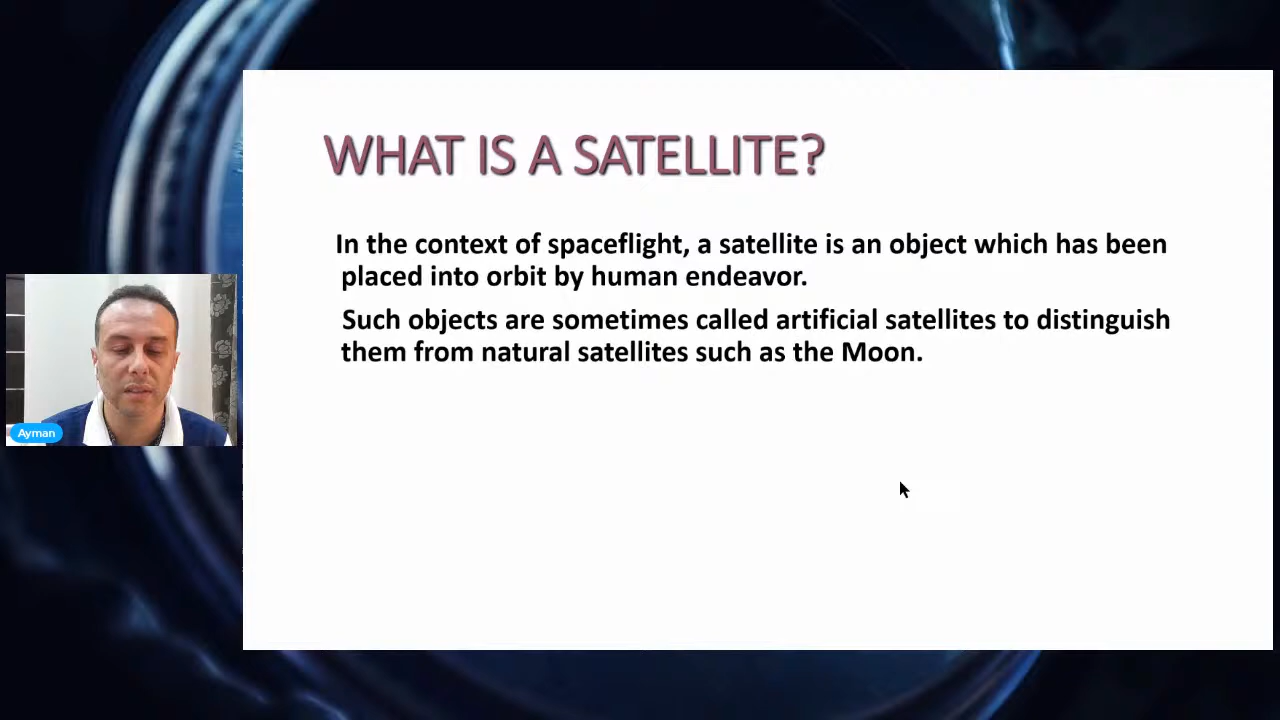 WHAT IS A SATELLITE?
In the context of spaceflight, a satellite is an object which has been
placed into orbit by human endeavor.
Such objects are sometimes called artificial satellites to distinguish
them from natural satellites such as the Moon.
Ayman